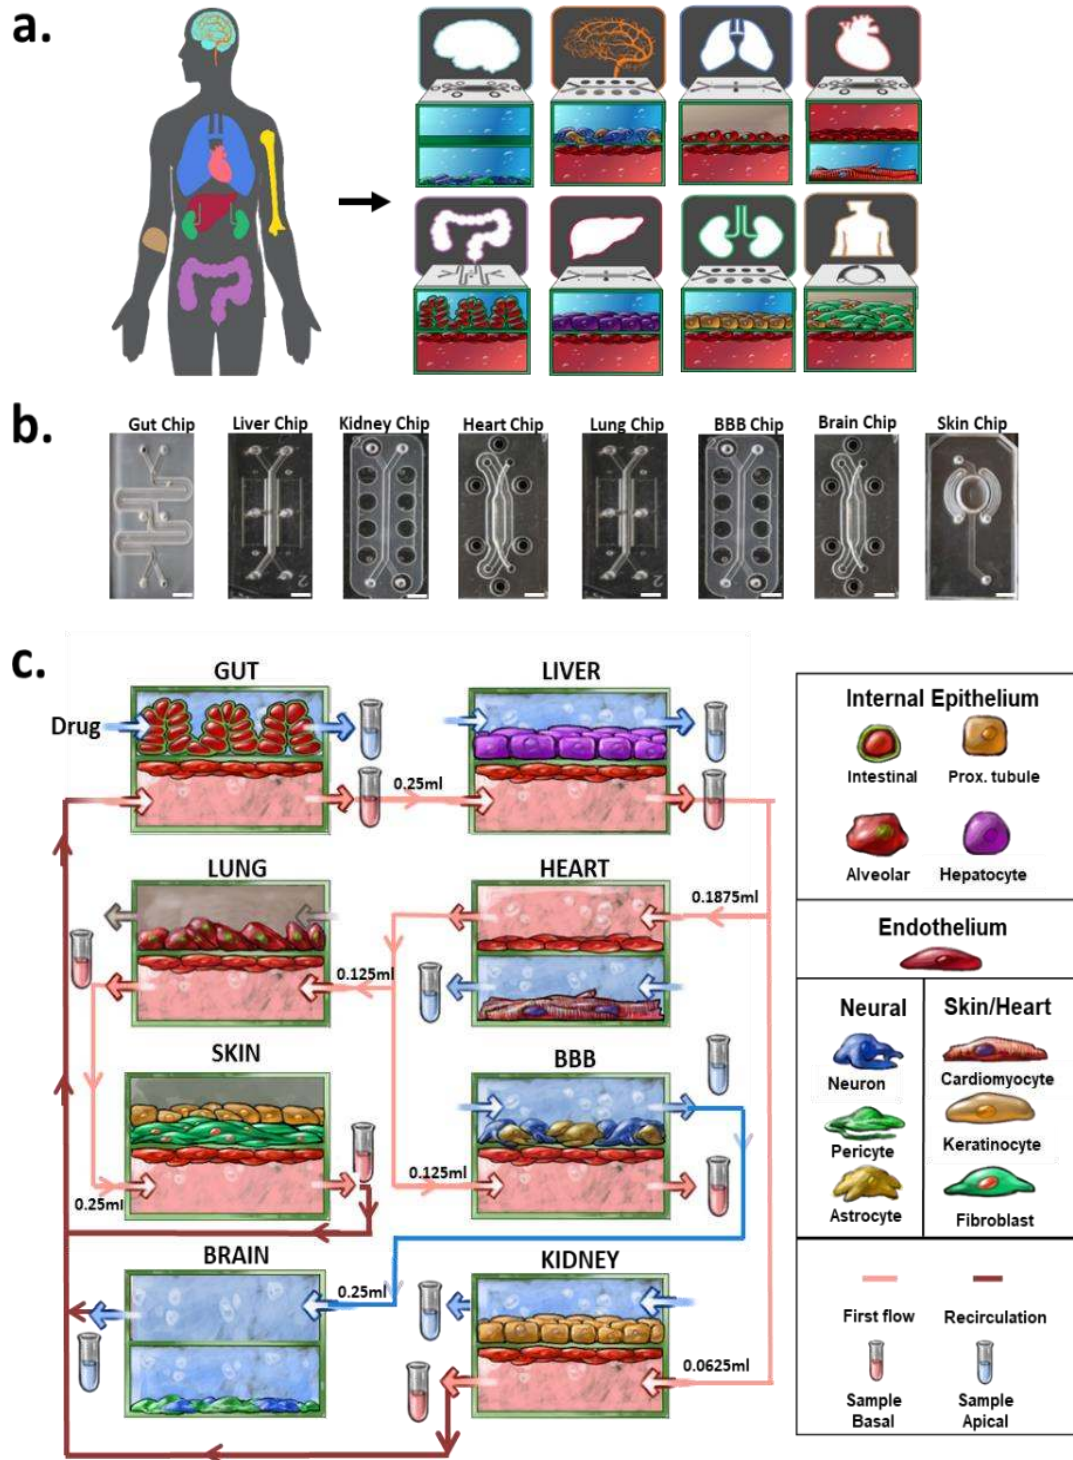 a.
b.
Gut Chip Liver Chip Kidney Chip Heart Chip Lung Chip BBB Chip Brain Chip Skin Chip
2 2
c.
GUT LIVER
Drug
0.25ml
LUNG HEART
0.1875ml
0.125ml
SKIN BBB
0.125ml
0.25ml
BRAIN KIDNEY
0.25ml
0.0625ml
Internal Epithelium
Intestinal Prox. tubule
Alveolar Hepatocyte
Endothelium
Neural Skin/Heart
Neuron Cardiomyocyte
Pericyte Keratinocyte
Astrocyte Fibroblast
First flow Recirculation
Sample Sample
Basal Apical